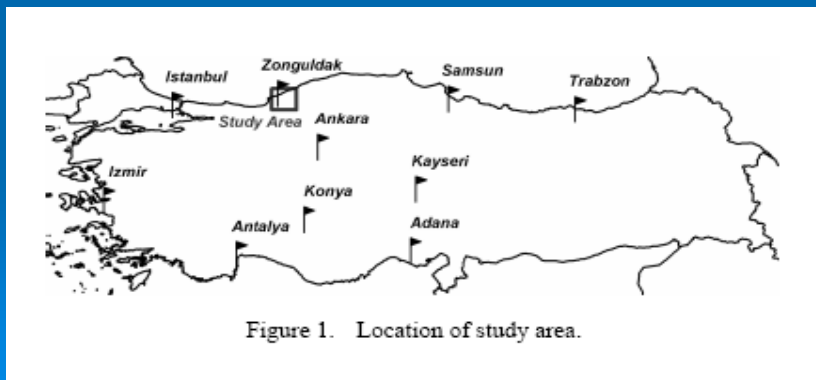 Istanbul
Zonguldak
Samsun
Trabzon
Study Area
Ankara
Izmir
Konya
Kayseri
Antalya
Adana
Figure 1. Location of study area.